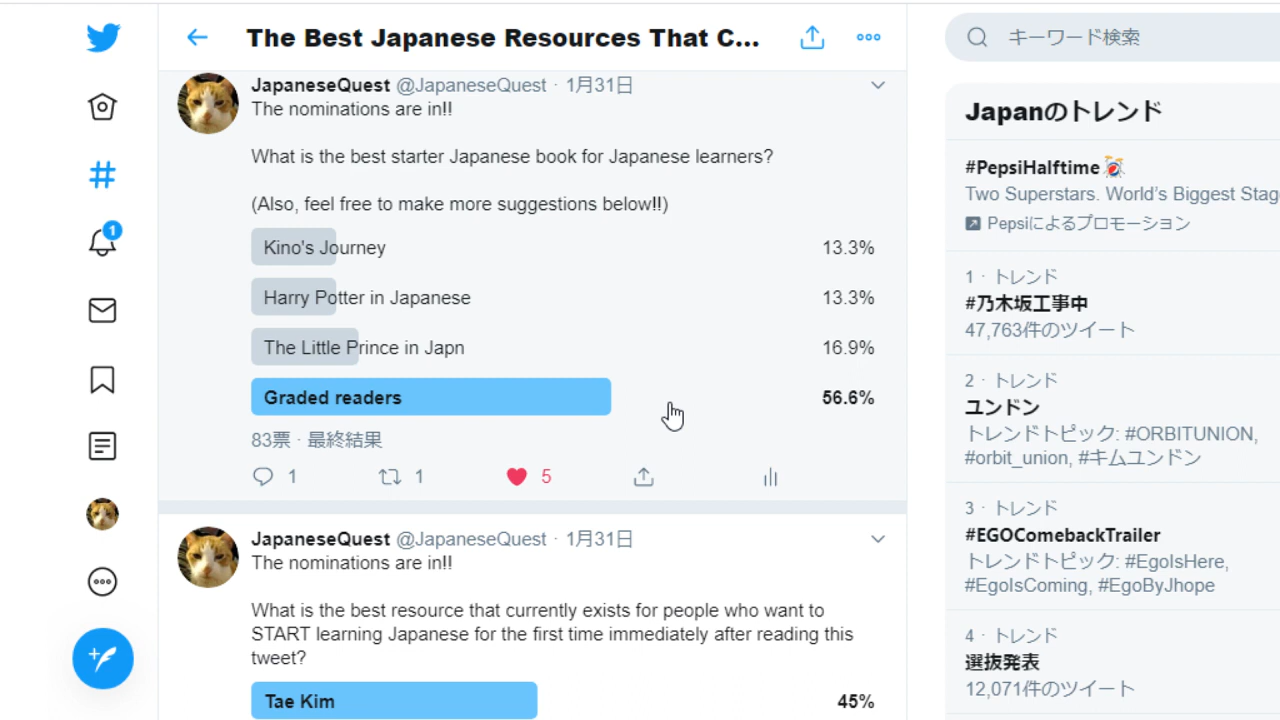 The Best Japanese Resources That C...
JapaneseQuest @JapaneseQuest · 1月31日
The nominations are in!!
What is the best starter Japanese book for Japanese learners?
(Also, feel free to make more suggestions below!!)
Kino's Journey 13.3%
Harry Potter in Japanese 13.3%
The Little Prince in Japn 16.9%
Graded readers 56.6%
83票 · 最終結果
1 1 5
JapaneseQuest @JapaneseQuest · 1月31日
The nominations are in!!
What is the best resource that currently exists for people who want to
START learning Japanese for the first time immediately after reading this
tweet?
Tae Kim 45%
1
キーワード検索
Japanのトレンド
#PepsiHalftime
Two Superstars. World's Biggest Stag
Pepsiによるプロモーション
1 · トレンド
#乃木坂工事中
47,763件のツイート
2 · トレンド
ユンドン
トレンドトピック: #ORBITUNION,
#orbit_union, #キムユンドン
3 · トレンド
#EGOComebackTrailer
トレンドトピック: #EgoIsHere,
#EgoIsComing, #EgoByJhope
4 · トレンド
選抜発表
12,071件のツイート